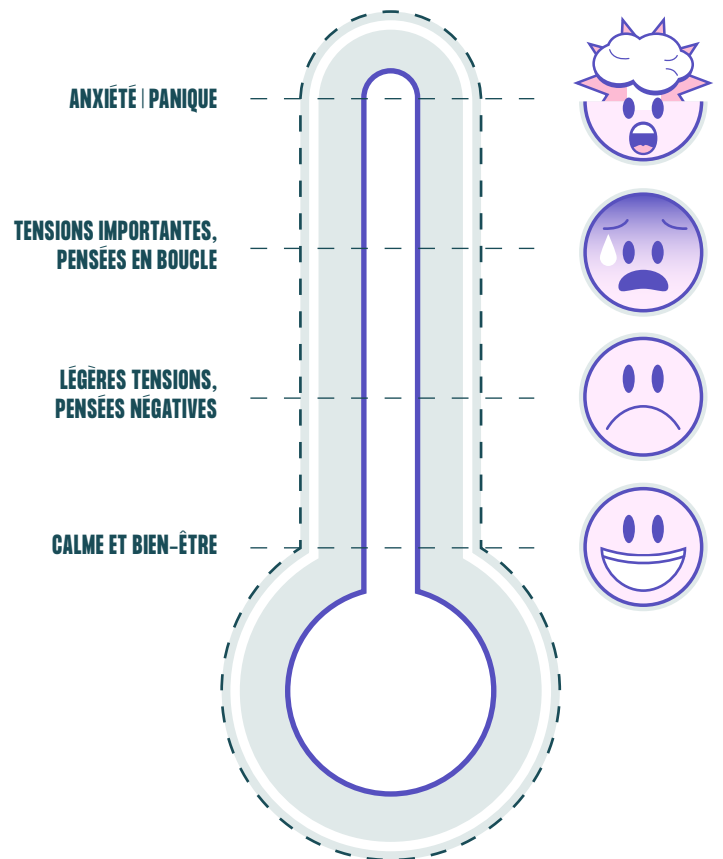 ANXIÉTÉ | PANIQUE
TENSIONS IMPORTANTES,
PENSÉES EN BOUCLE
LÉGÈRES TENSIONS,
PENSÉES NÉGATIVES
CALME ET BIEN-ÊTRE